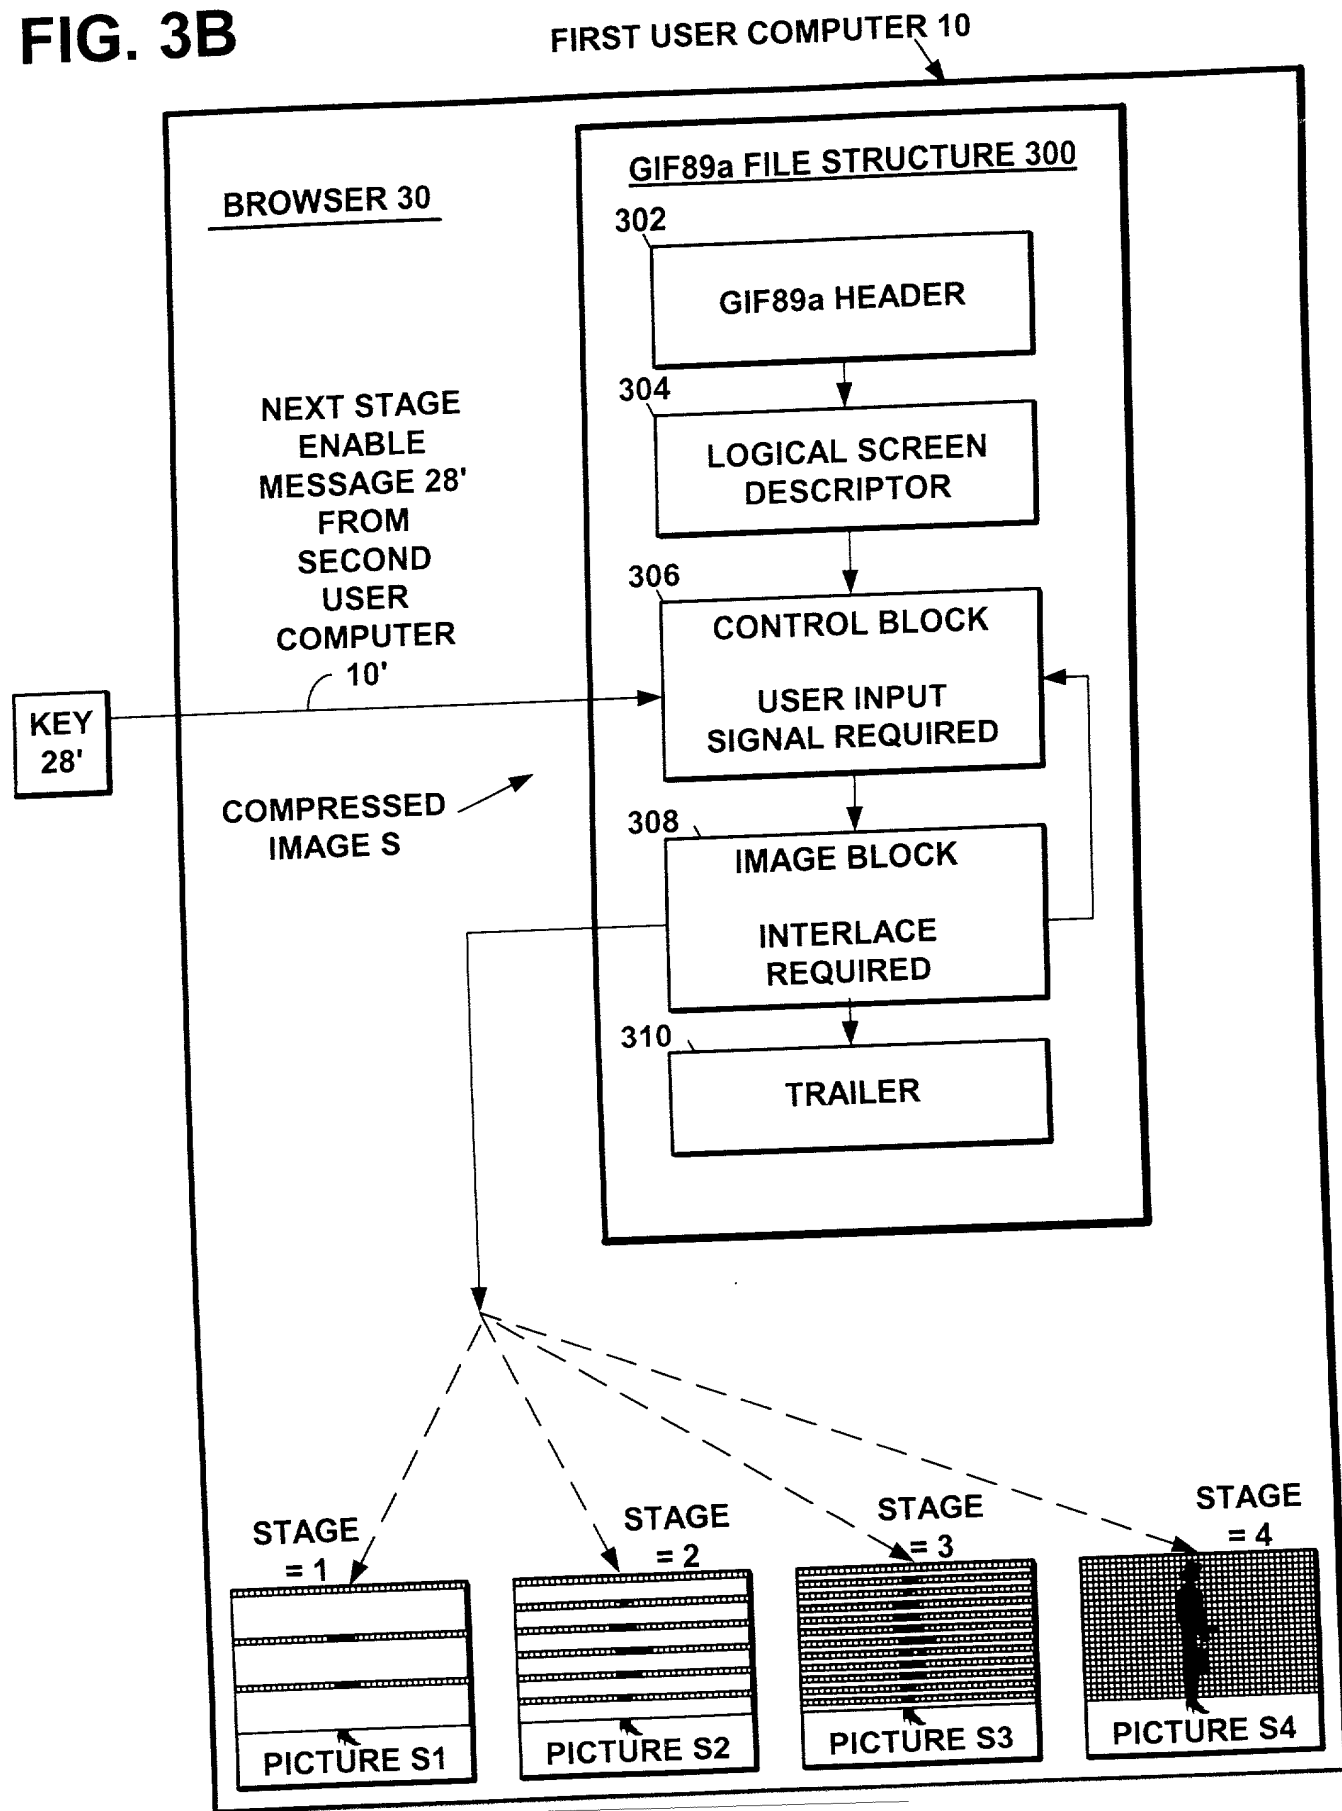 FIG. 3B
FIRST USER COMPUTER 10
BROWSER 30
GIF89a FILE STRUCTURE 300
302
GIF89a HEADER
304
LOGICAL SCREEN
DESCRIPTOR
NEXT STAGE
ENABLE
MESSAGE 28'
FROM
SECOND
USER
COMPUTER
10'
306
CONTROL BLOCK
USER INPUT
SIGNAL REQUIRED
KEY
28'
COMPRESSED
IMAGE S
308
IMAGE BLOCK
INTERLACE
REQUIRED
310
TRAILER
STAGE
= 1
STAGE
= 2
STAGE
= 3
STAGE
= 4
PICTURE S1
PICTURE S2
PICTURE S3
PICTURE S4